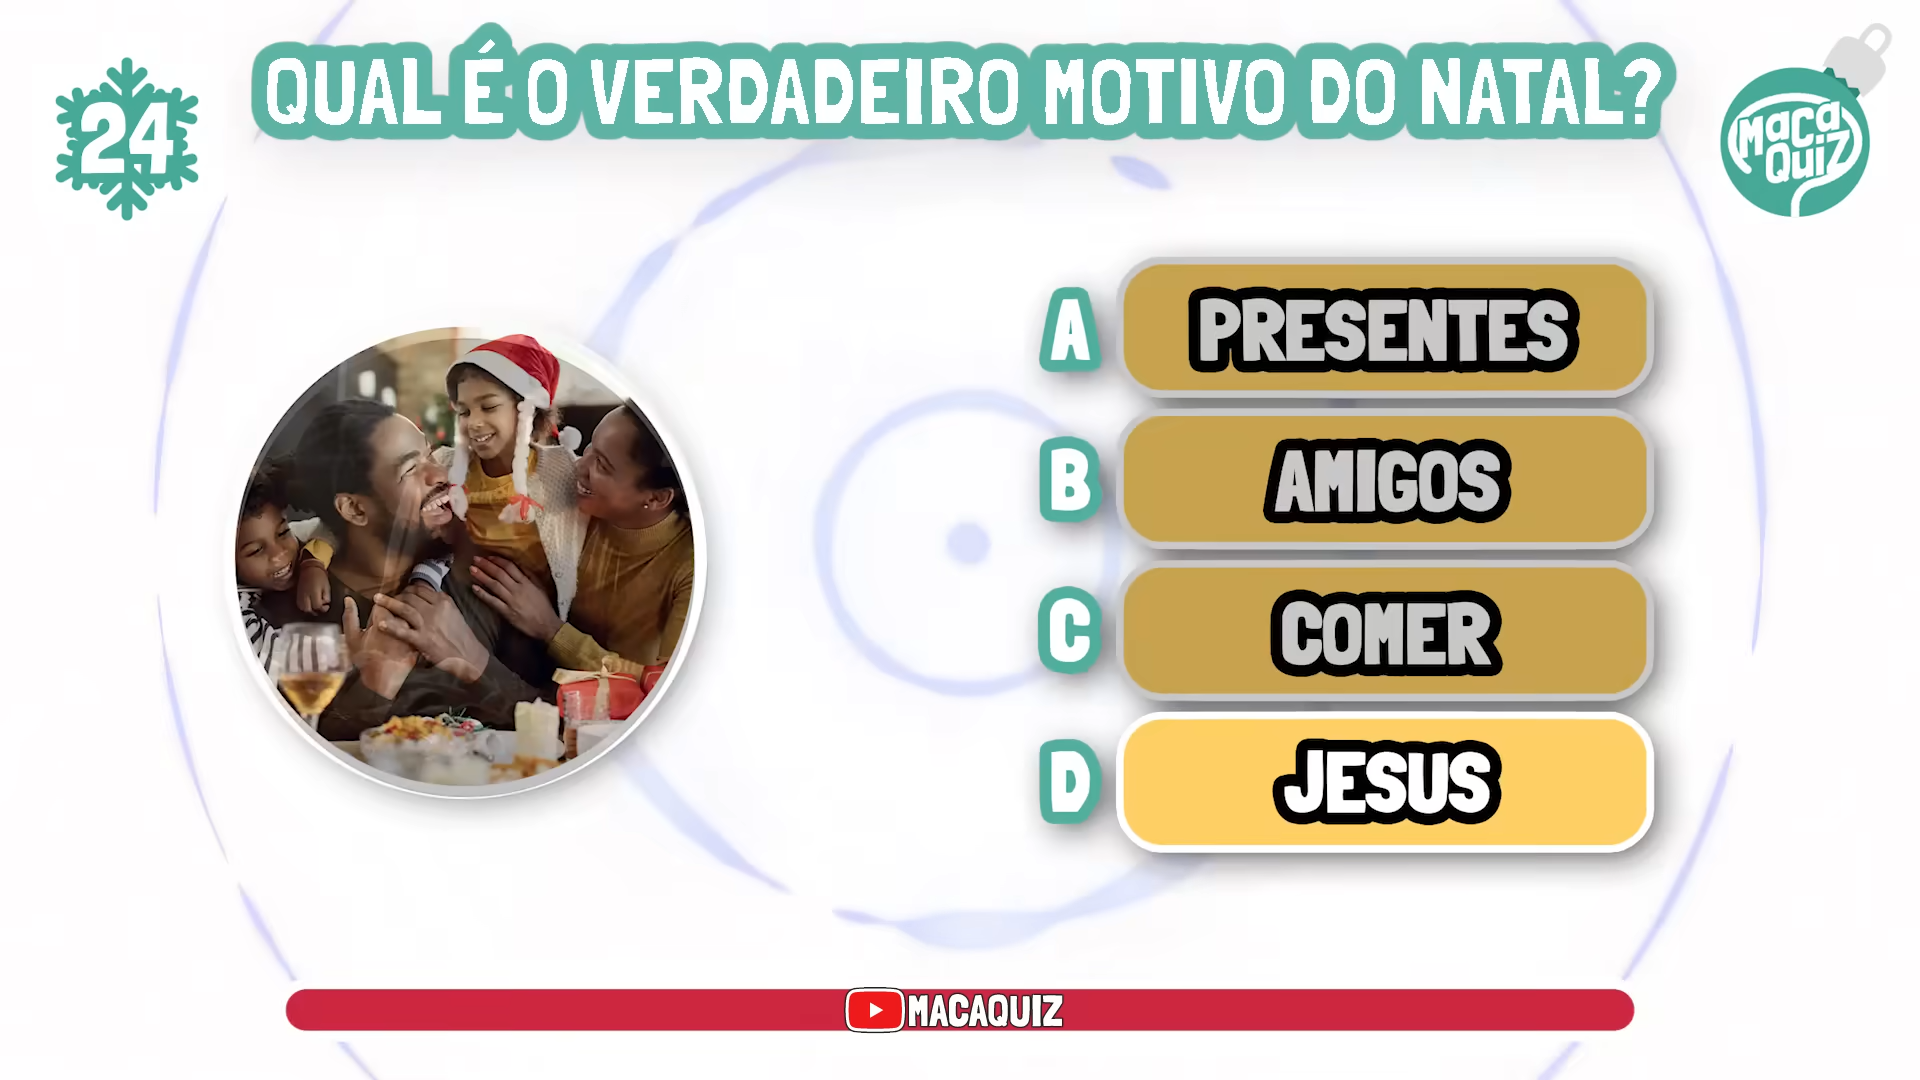 24
QUAL É O VERDADEIRO MOTIVO DO NATAL?
MaCa
QuiZ
A PRESENTES
B AMIGOS
C COMER
D JESUS
MACAQUIZ